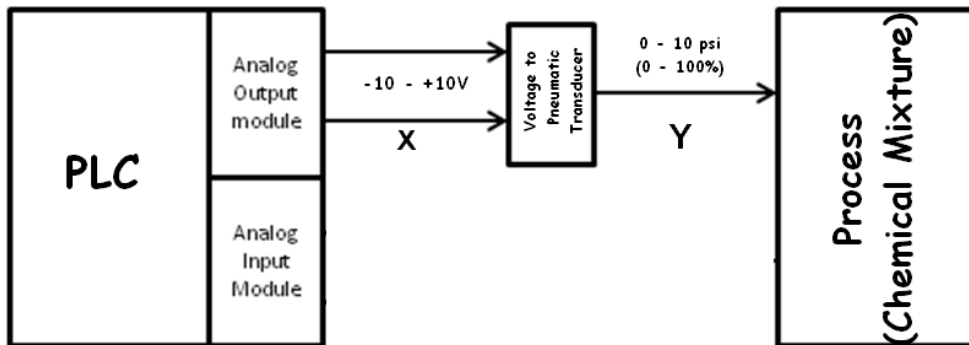 PLC
Analog
Output
module
Analog
Input
Module
-10 - +10V
X
Voltage to
Pneumatic
Transducer
0 - 10 psi
(0 - 100%)
Y
Process
(Chemical Mixture)